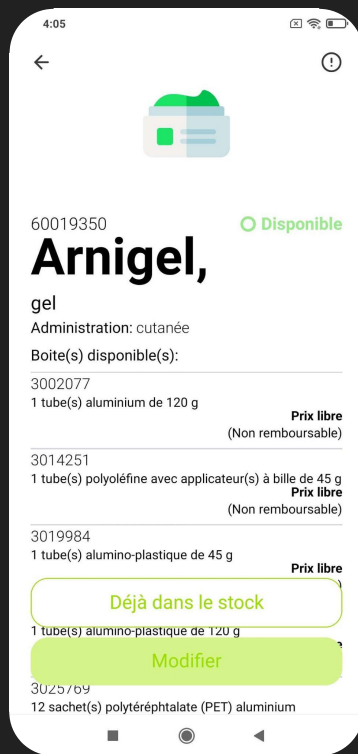 4:05
60019350
Disponible
Arnigel,
gel
Administration: cutanée
Boite(s) disponible(s):
3002077
1 tube(s) aluminium de 120 g
Prix libre
(Non remboursable)
3014251
1 tube(s) polyoléfine avec applicateur(s) à bille de 45 g
Prix libre
(Non remboursable)
3019984
1 tube(s) alumino-plastique de 45 g
Prix libre
Déjà dans le stock
1 tube(s) alumino-plastique de 120 g
Modifier
3025769
12 sachet(s) polytéréphtalate (PET) aluminium